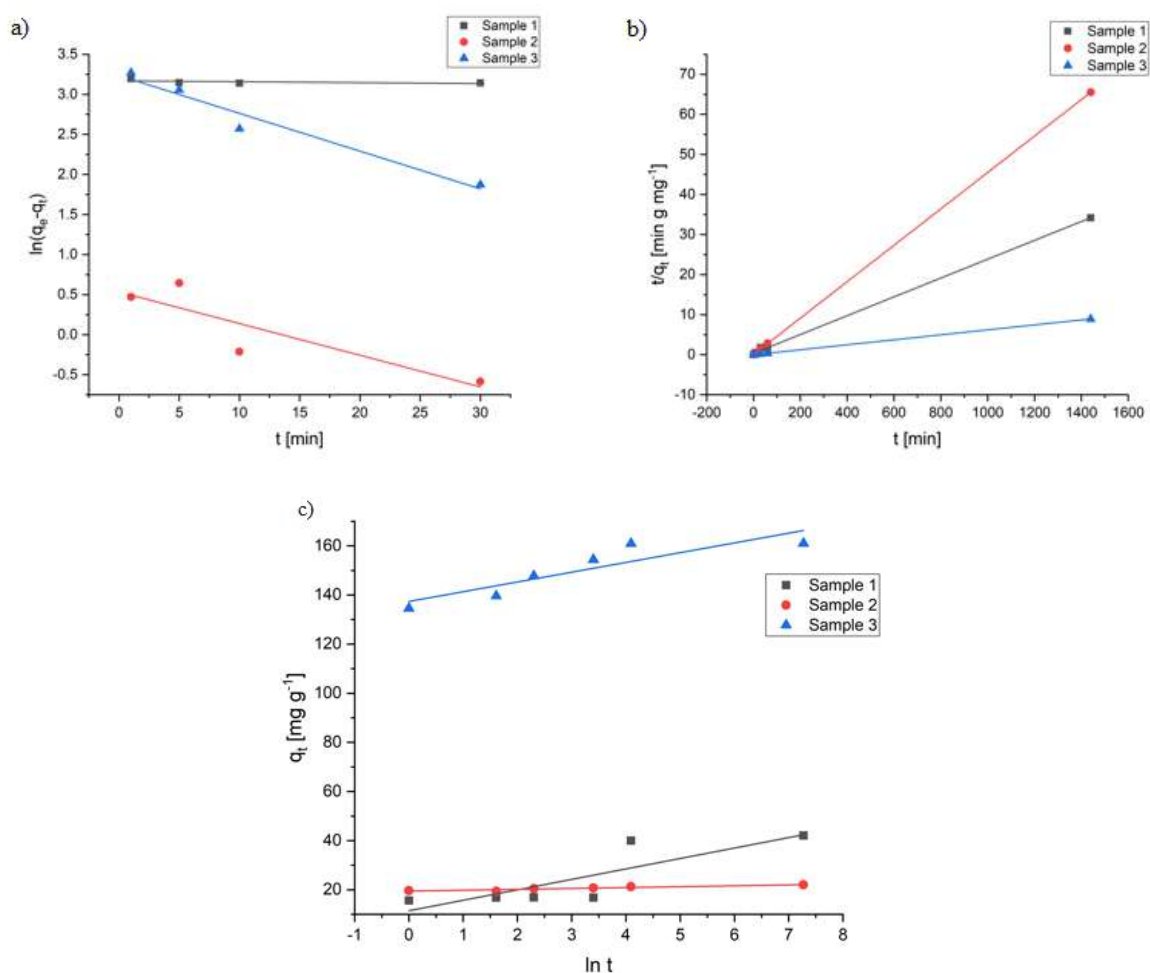 a)
Sample 1
Sample 2
Sample 3
3.5
3.0
2.5
2.0
1.5
1.0
0.5
0.0
-0.5
ln(qe-qt)
0 5 10 15 20 25 30
t [min]
b)
Sample 1
Sample 2
Sample 3
70
60
50
40
30
20
10
0
-10
t/qt [min g mg-1]
-200 0 200 400 600 800 1000 1200 1400 1600
t [min]
c)
Sample 1
Sample 2
Sample 3
160
140
120
100
80
60
40
20
qt [mg g-1]
-1 0 1 2 3 4 5 6 7 8
ln t